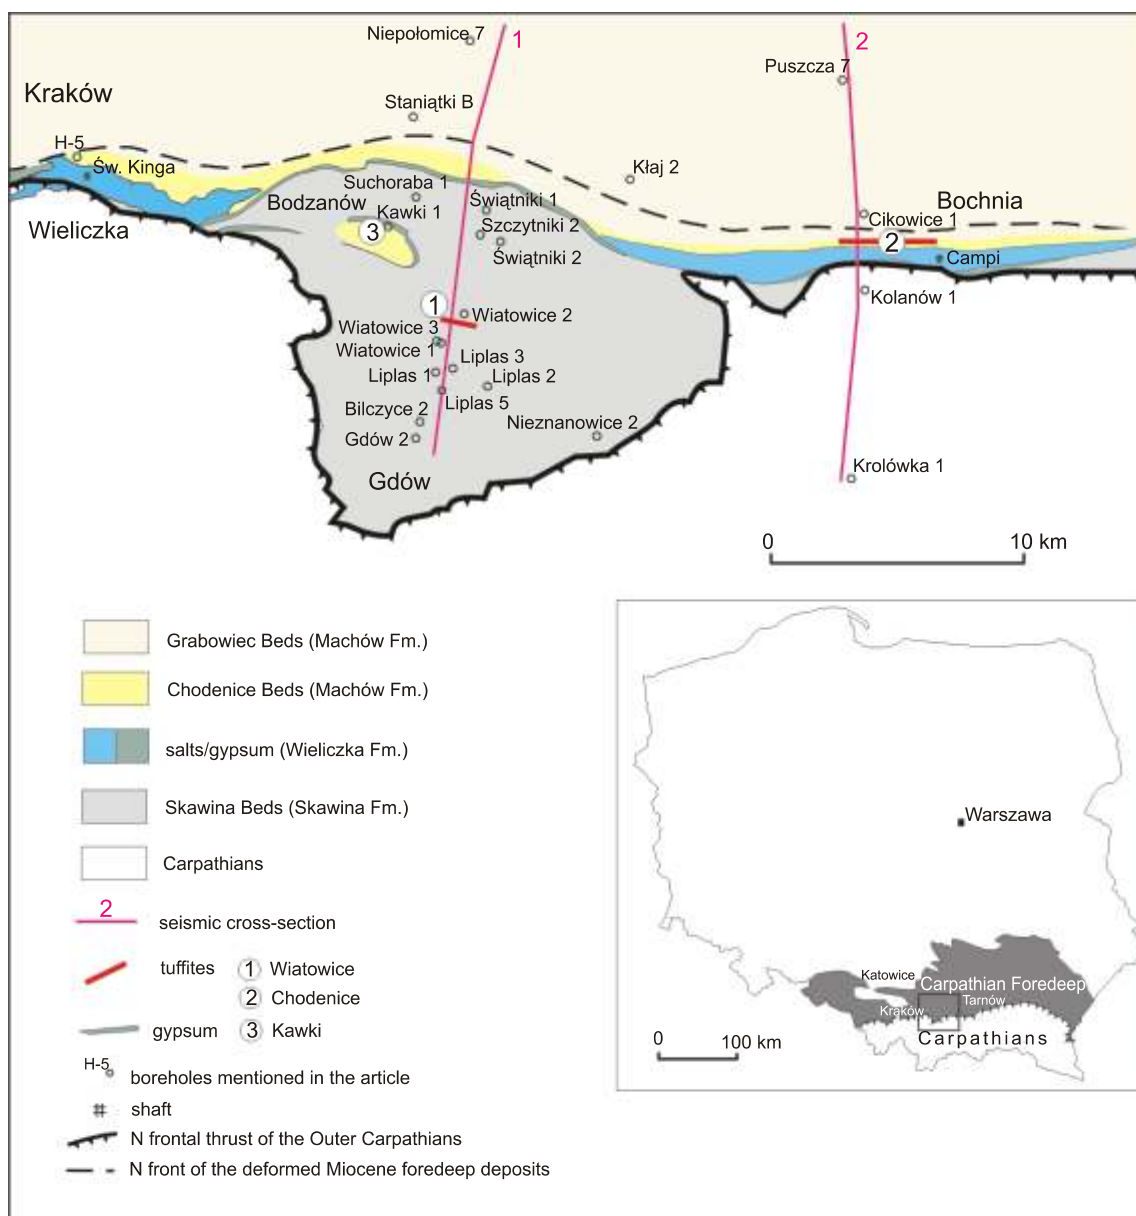 Niepołomice 7
1
2
Puszcza 7
Kraków
Staniątki B
H-5
Św. Kinga
Kłaj 2
Suchoraba 1
Bodzanów
Świątniki 1
Bochnia
Wieliczka
3
Kawki 1
Szczytniki 2
Cikowice 1
2
Świątniki 2
Campi
1
Kolanów 1
Wiatowice 2
Wiatowice 3
Wiatowice 1
Liplas 3
Liplas 1
Liplas 2
Liplas 5
Bilczyce 2
Nieznanowice 2
Gdów 2
Krolówka 1
Gdów
0
10 km
Grabowiec Beds (Machów Fm.)
Chodenice Beds (Machów Fm.)
salts/gypsum (Wieliczka Fm.)
Skawina Beds (Skawina Fm.)
Carpathians
2
seismic cross-section
tuffites
1 Wiatowice
2 Chodenice
gypsum
3 Kawki
H-5
boreholes mentioned in the article
shaft
N frontal thrust of the Outer Carpathians
N front of the deformed Miocene foredeep deposits
Warszawa
Katowice
Carpathian Foredeep
Kraków
Tarnów
Carpathians
0
100 km